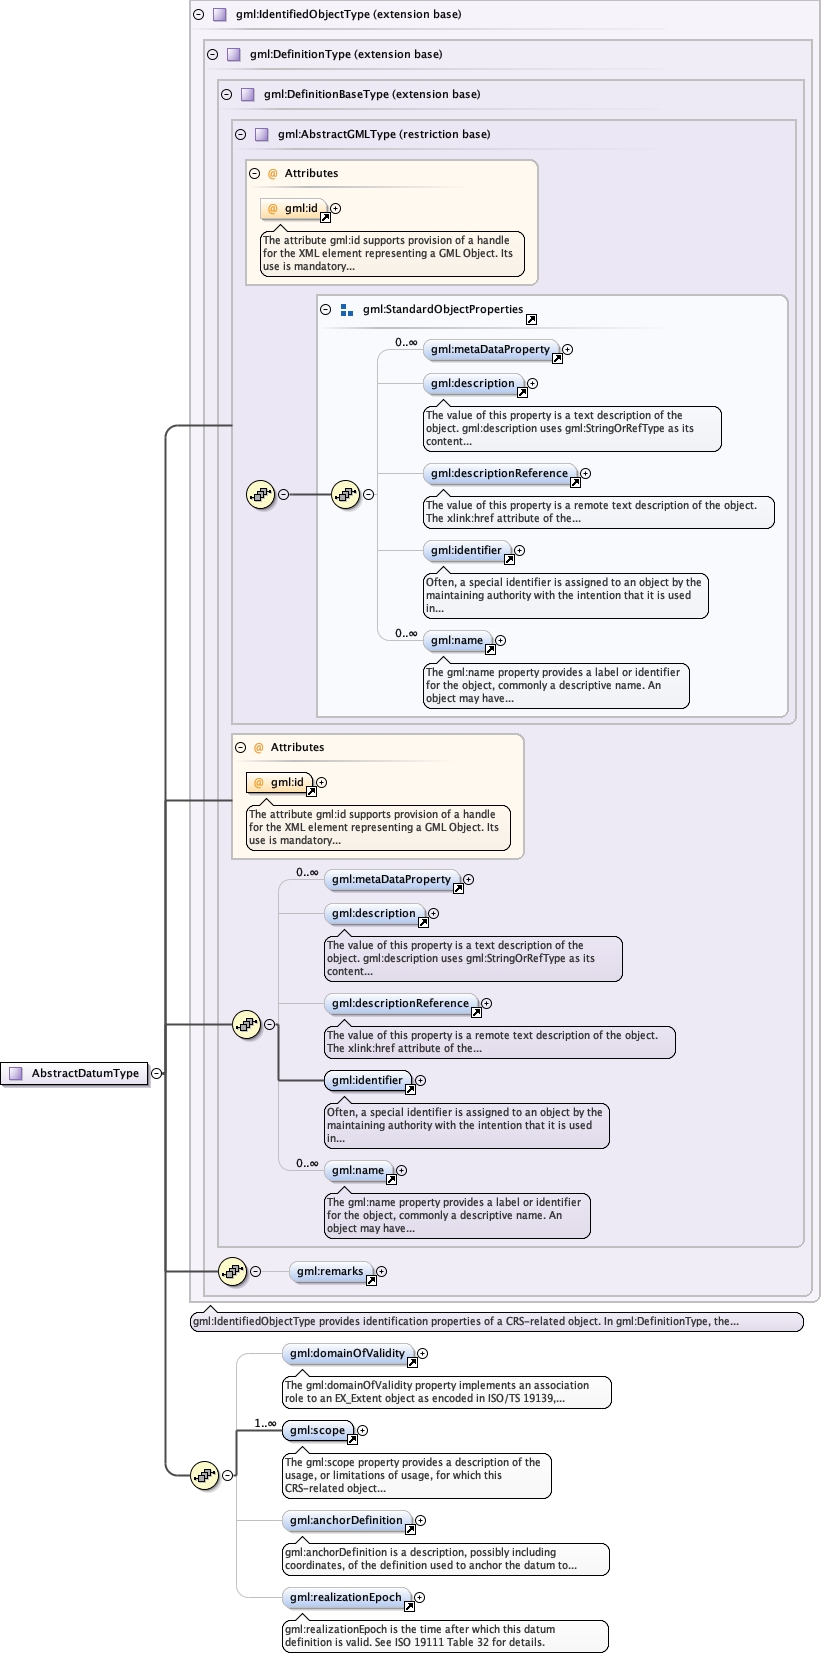 gml:IdentifiedObjectType (extension base)
gml:DefinitionType (extension base)
gml:DefinitionBaseType (extension base)
gml:AbstractGMLType (restriction base)
@ Attributes
@ gml:id
The attribute gml:id supports provision of a handle
for the XML element representing a GML Object. Its
use is mandatory...
gml:StandardObjectProperties
0..∞
gml:metaDataProperty
gml:description
The value of this property is a text description of the
object. gml:description uses gml:StringOrRefType as its
content...
gml:descriptionReference
The value of this property is a remote text description of the object.
The xlink:href attribute of the...
gml:identifier
Often, a special identifier is assigned to an object by the
maintaining authority with the intention that it is used
in...
0..∞
gml:name
The gml:name property provides a label or identifier
for the object, commonly a descriptive name. An
object may have...
@ Attributes
@ gml:id
The attribute gml:id supports provision of a handle
for the XML element representing a GML Object. Its
use is mandatory...
0..∞
gml:metaDataProperty
gml:description
The value of this property is a text description of the
object. gml:description uses gml:StringOrRefType as its
content...
gml:descriptionReference
The value of this property is a remote text description of the object.
The xlink:href attribute of the...
AbstractDatumType
gml:identifier
Often, a special identifier is assigned to an object by the
maintaining authority with the intention that it is used
in...
0..∞
gml:name
The gml:name property provides a label or identifier
for the object, commonly a descriptive name. An
object may have...
gml:remarks
gml:IdentifiedObjectType provides identification properties of a CRS-related object. In gml:DefinitionType, the...
gml:domainOfValidity
The gml:domainOfValidity property implements an association
role to an EX_Extent object as encoded in ISO/TS 19139,...
1..∞
gml:scope
The gml:scope property provides a description of the
usage, or limitations of usage, for which this
CRS-related object...
gml:anchorDefinition
gml:anchorDefinition is a description, possibly including
coordinates, of the definition used to anchor the datum to...
gml:realizationEpoch
gml:realizationEpoch is the time after which this datum
definition is valid. See ISO 19111 Table 32 for details.